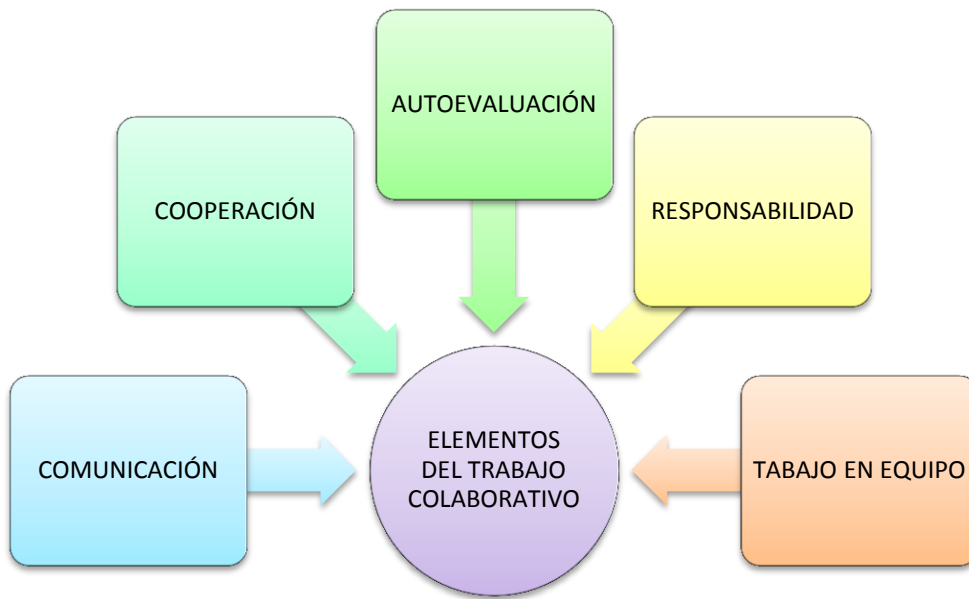 AUTOEVALUACIÓN
COOPERACIÓN
RESPONSABILIDAD
COMUNICACIÓN
ELEMENTOS
DEL TRABAJO
COLABORATIVO
TABAJO EN EQUIPO